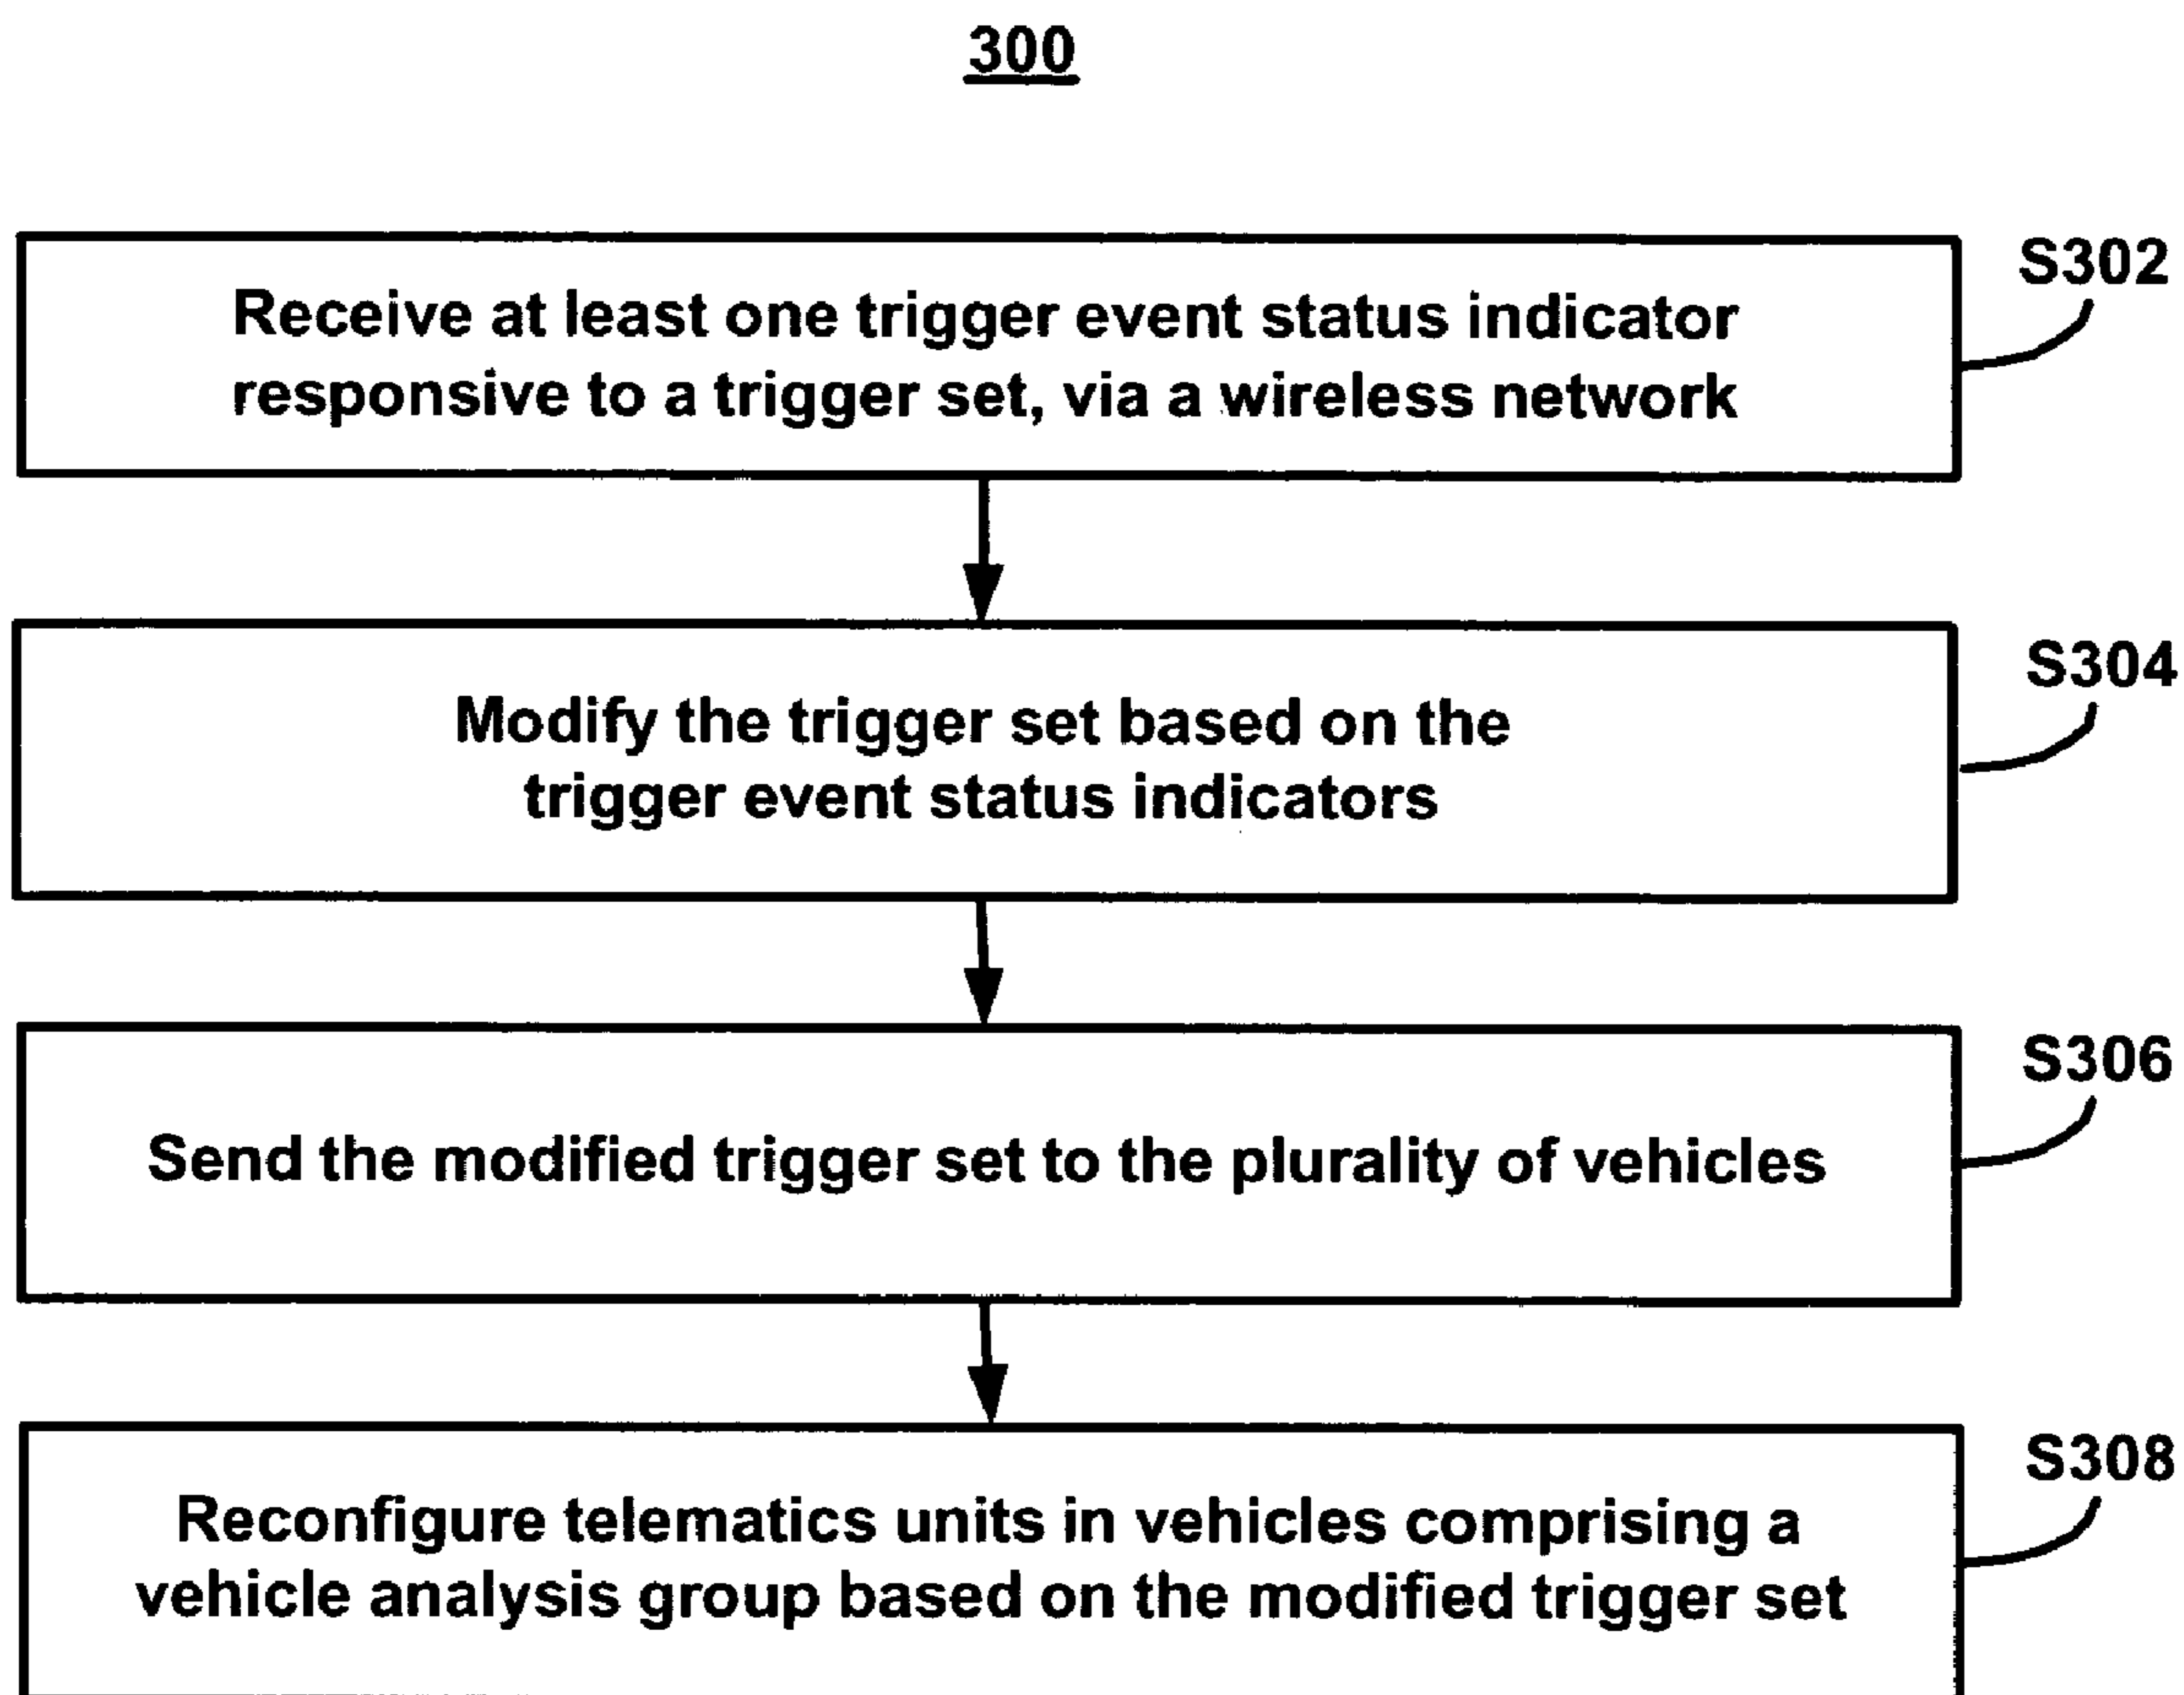 300
S302
Receive at least one trigger event status indicator
responsive to a trigger set, via a wireless network
S304
Modify the trigger set based on the
trigger event status indicators
S306
Send the modified trigger set to the plurality of vehicles
S308
Reconfigure telematics units in vehicles comprising a
vehicle analysis group based on the modified trigger set